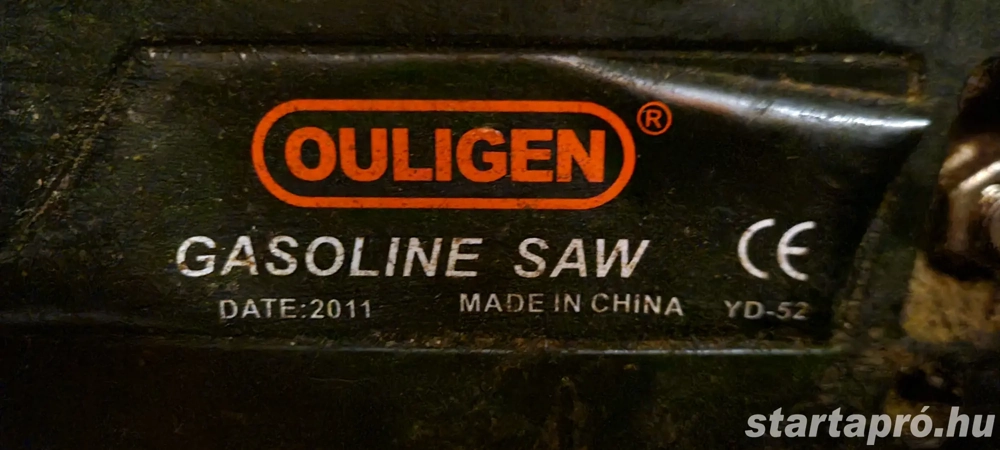 OULIGEN ®
GASOLINE SAW CE
DATE:2011 MADE IN CHINA YD-52
startapró.hu